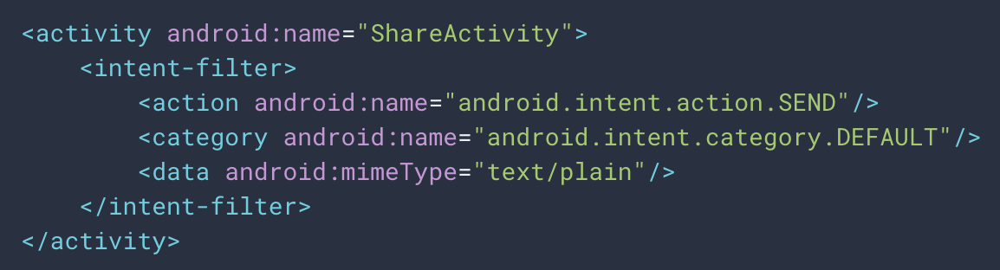 <activity android:name="ShareActivity">
    <intent-filter>
        <action android:name="android.intent.action.SEND"/>
        <category android:name="android.intent.category.DEFAULT"/>
        <data android:mimeType="text/plain"/>
    </intent-filter>
</activity>